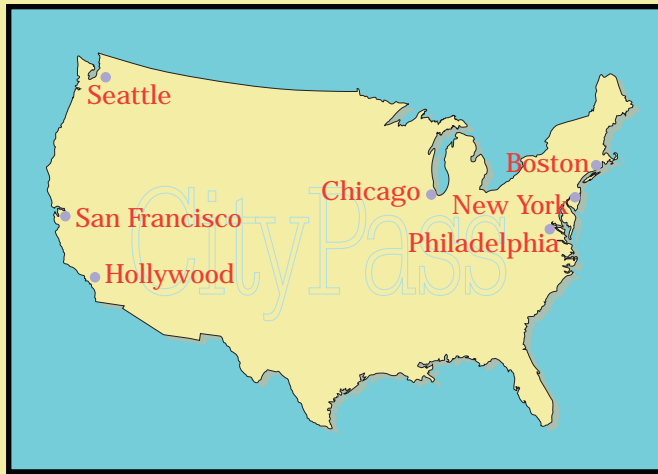 Seattle
Boston
Chicago
New York
San Francisco
Philadelphia
Hollywood
CityPass